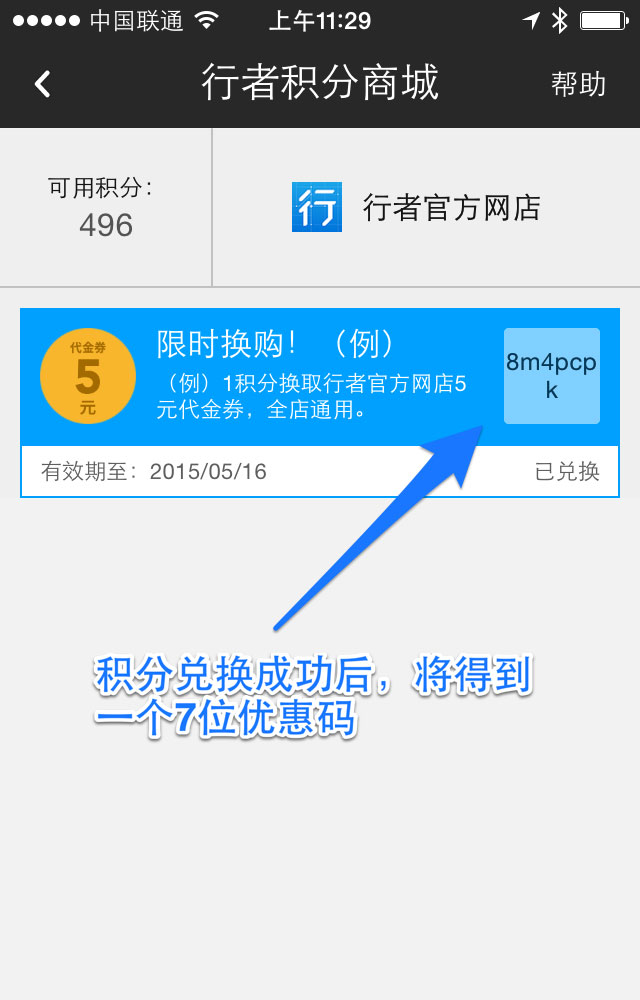 中国联通
上午11:29
行者积分商城
帮助
可用积分：
496
行
行者官方网店
代金券
5
元
限时换购！（例）
（例）1积分换取行者官方网店5
元代金券，全店通用。
8m4pcp
k
有效期至：2015/05/16
已兑换
积分兑换成功后，将得到
一个7位优惠码